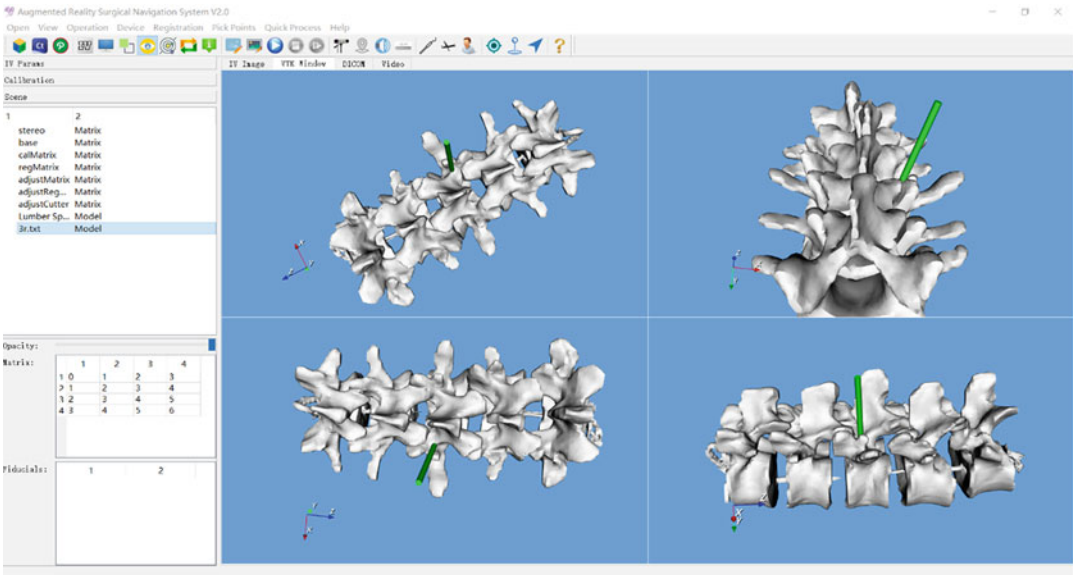 Augmented Reality Surgical Navigation System V2.0
Open View Operation Device Registration Pick Points Quick Process Help
IV Params
IV Image VTK Window DICOM Video
Calibration
Scene
1 2
stereo Matrix
base Matrix
calMatrix Matrix
regMatrix Matrix
adjustMatrix Matrix
adjustReg... Matrix
adjustCutter Matrix
Lumber Sp... Model
3r.txt Model
Opacity:
Matrix:
1 2 3 4
1 0 1 2 3
2 1 2 3 4
3 2 3 4 5
4 3 4 5 6
Fiducials:
1 2